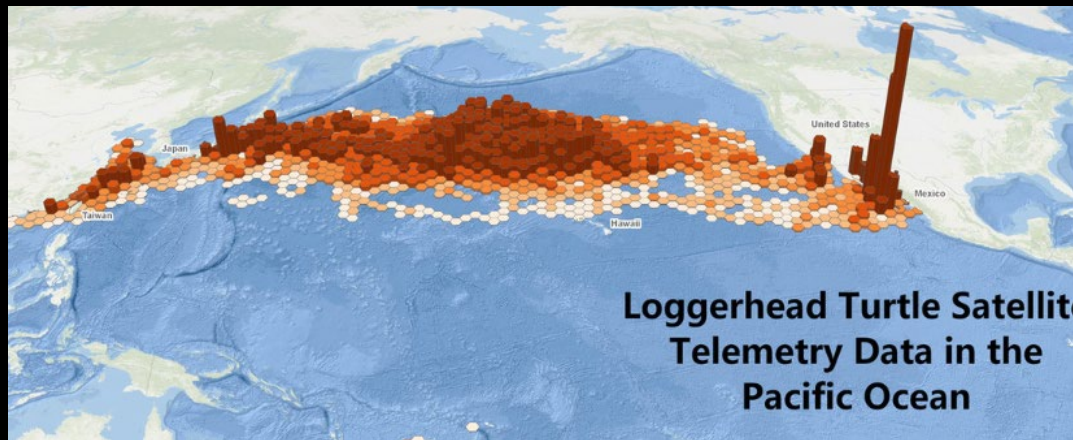 United States
Japan
Mexico
Taiwan
Hawaii
Loggerhead Turtle Satellite
Telemetry Data in the
Pacific Ocean